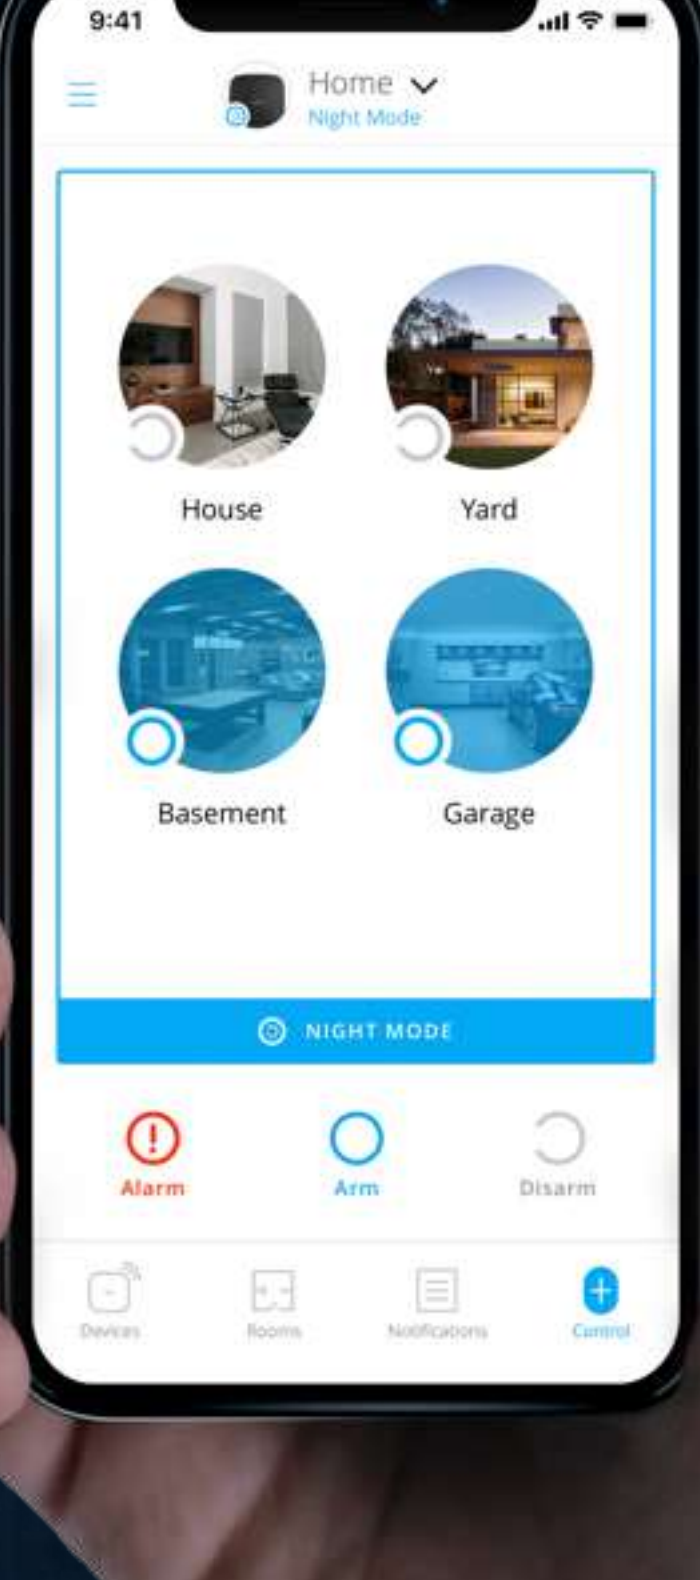 9:41
Home
Night Mode
House
Yard
Basement
Garage
NIGHT MODE
Alarm
Arm
Disarm
Devices
Rooms
Notifications
Control